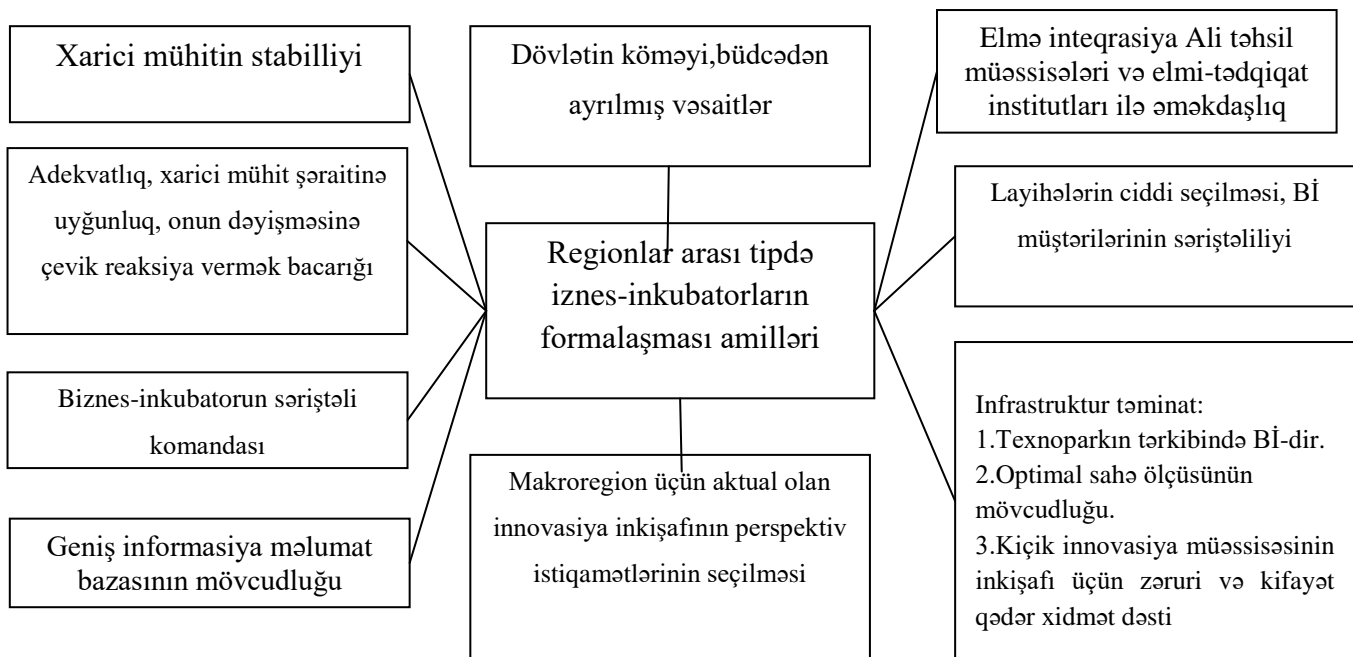 Xarici mühitin stabilliyi
Dövlətin köməyi,büdcədən
ayrılmış vəsaitlər
Elmə inteqrasiya Ali təhsil
müəssisələri və elmi-tədqiqat
institutları ilə əməkdaşlıq
Adekvatlıq, xarici mühit şəraitinə
uyğunluq, onun dəyişməsinə
çevik reaksiya vermək bacarığı
Regionlar arası tipdə
iznes-inkubatorların
formalaşması amilləri
Layihələrin ciddi seçilməsi, Bİ
müştərilərinin səriştəliliyi
Biznes-inkubatorun səriştəli
komandası
Geniş informasiya məlumat
bazasının mövcudluğu
Makroregion üçün aktual olan
innovasiya inkişafının perspektiv
istiqamətlərinin seçilməsi
Infrastruktur təminat:
1.Texnoparkın tərkibində Bİ-dir.
2.Optimal sahə ölçüsünün
mövcudluğu.
3.Kiçik innovasiya müəssisəsinin
inkişafı üçün zəruri və kifayət
qədər xidmət dəsti